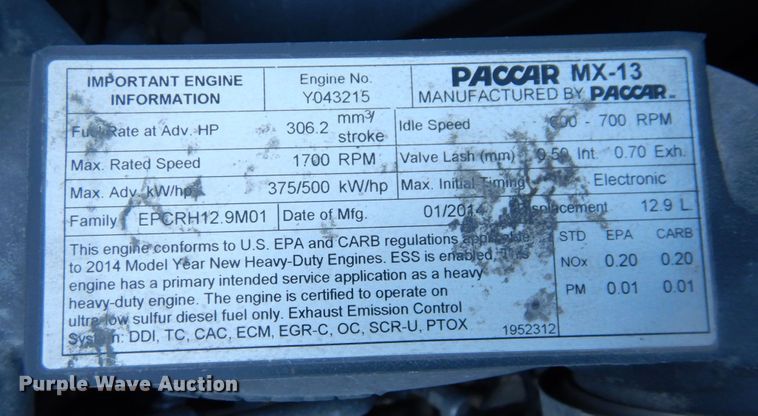 IMPORTANT ENGINE INFORMATION
Engine No. Y043215
PACCAR MX-13
MANUFACTURED BY PACCAR INC
Fuel Rate at Adv. HP 306.2 mm3/stroke
Idle Speed 600 - 700 RPM
Max. Rated Speed 1700 RPM
Valve Lash (mm) 0.50 Int. 0.70 Exh.
Max. Adv. kW/hp 375/500 kW/hp
Max. Initial Timing Electronic
Family EPCRH12.9M01
Date of Mfg. 01/2014
Displacement 12.9 L
This engine conforms to U.S. EPA and CARB regulations applicable
to 2014 Model Year New Heavy-Duty Engines. ESS is enabled. This
engine has a primary intended service application as a heavy
heavy-duty engine. The engine is certified to operate on
ultra-low sulfur diesel fuel only. Exhaust Emission Control
System: DDI, TC, CAC, ECM, EGR-C, OC, SCR-U, PTOX
1952312
STD EPA CARB
NOx 0.20 0.20
PM 0.01 0.01
Purple Wave Auction